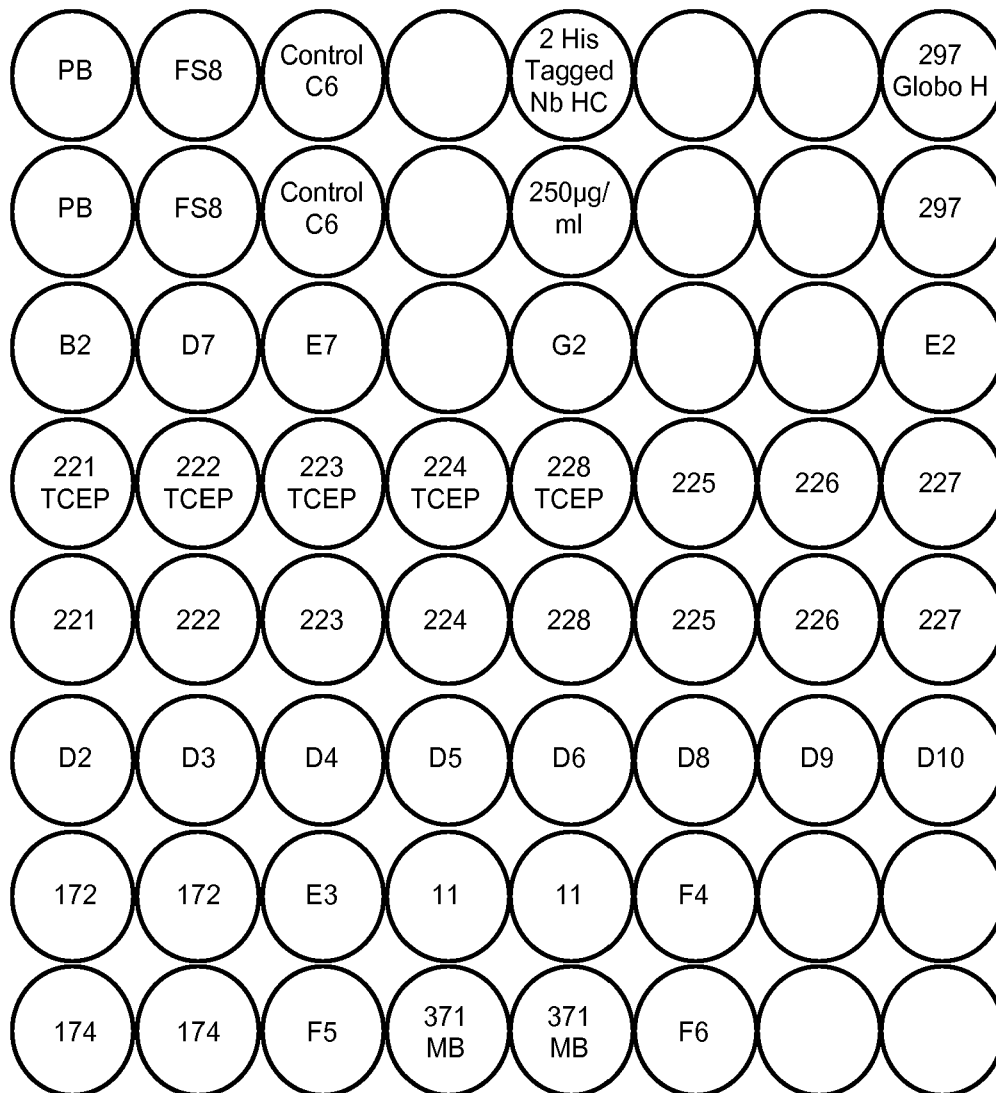 PB
FS8
Control
C6
2 His
Tagged
Nb HC
297
Globo H
PB
FS8
Control
C6
250µg/
ml
297
B2
D7
E7
G2
E2
221
TCEP
222
TCEP
223
TCEP
224
TCEP
228
TCEP
225
226
227
221
222
223
224
228
225
226
227
D2
D3
D4
D5
D6
D8
D9
D10
172
172
E3
11
11
F4
174
174
F5
371
MB
371
MB
F6